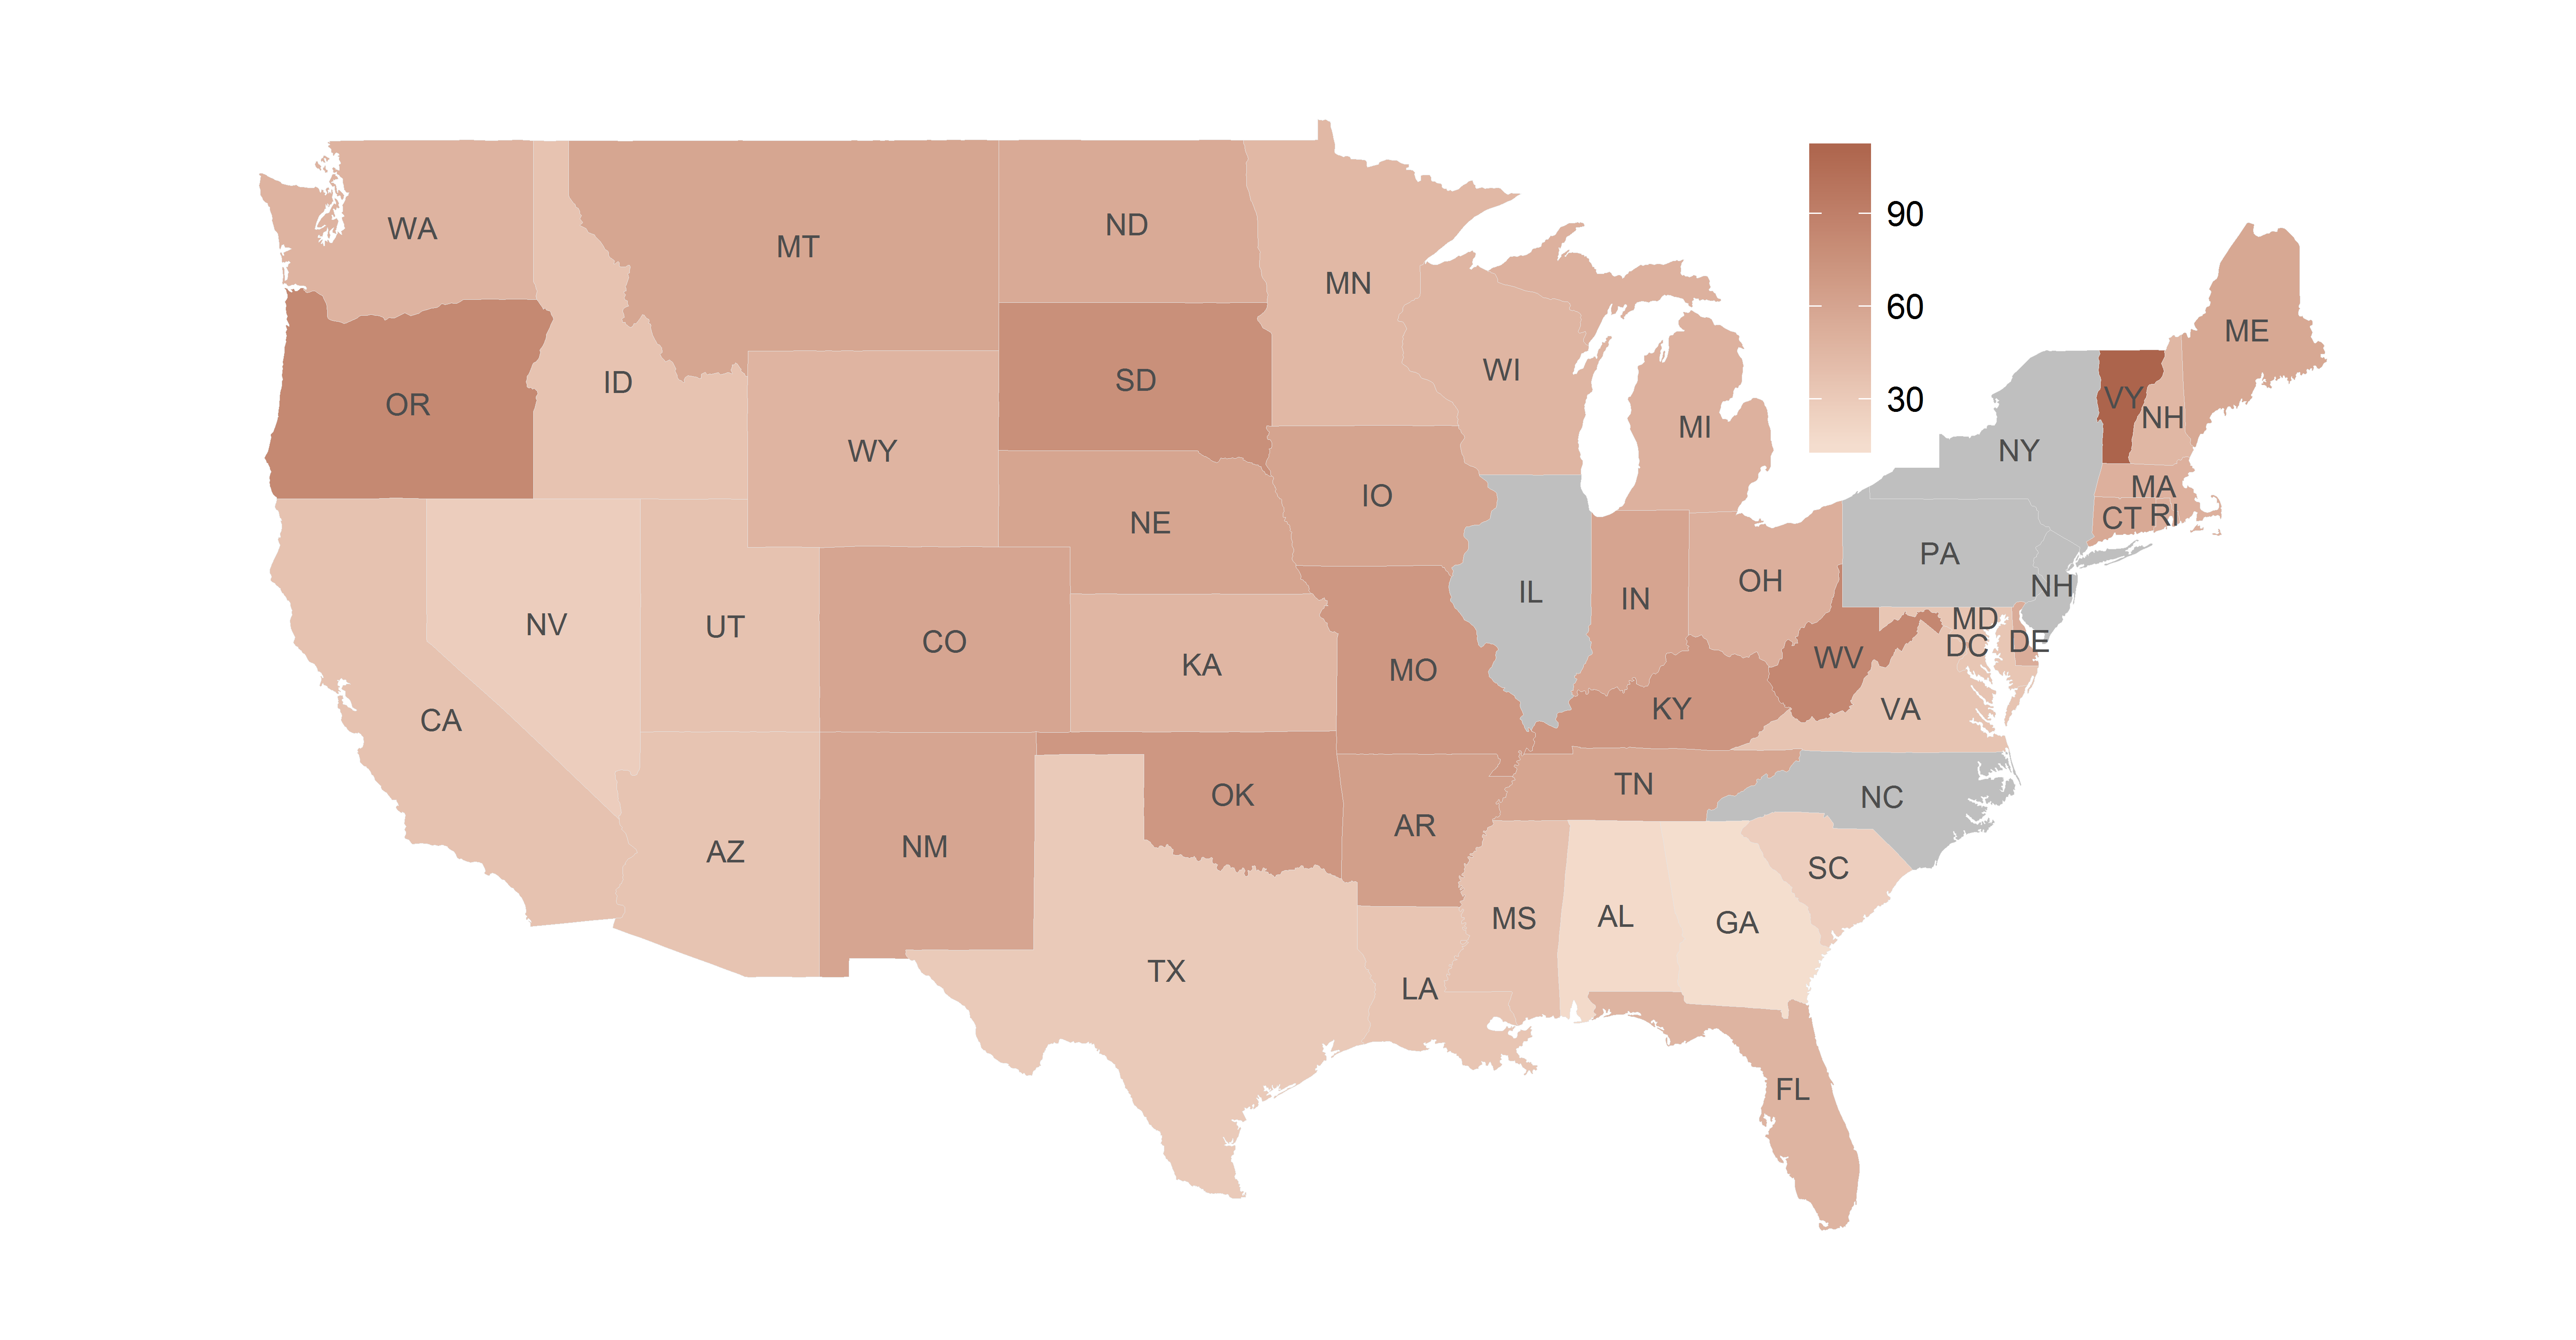 WA
MT
ND
MN
90
60
30
ME
OR
ID
WY
SD
WI
MI
VY
NH
NY
MA
CT
RI
IO
NE
PA
NH
NV
UT
CO
KA
MO
IL
IN
OH
MD
DC
DE
WV
VA
KY
CA
AZ
NM
OK
AR
TN
NC
SC
TX
LA
MS
AL
GA
FL